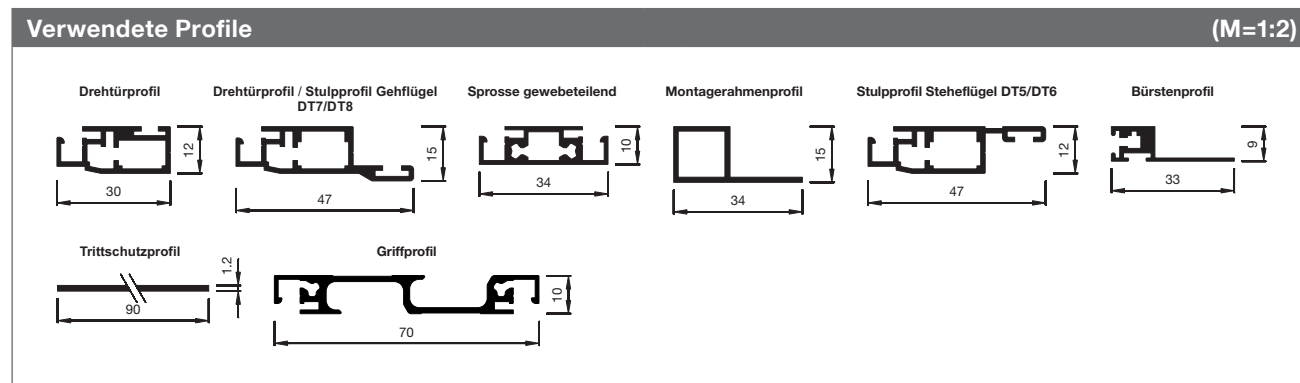 Verwendete Profile (M=1:2)
Drehtürprofil
Drehtürprofil / Stulpprofil Gehflügel
DT7/DT8
Sprosse gewebeteilend
Montagerahmenprofil
Stulpprofil Steheflügel DT5/DT6
Bürstenprofil
12
30
15
47
10
34
15
34
12
47
9
33
Trittschutzprofil
Griffprofil
1.2
90
10
70